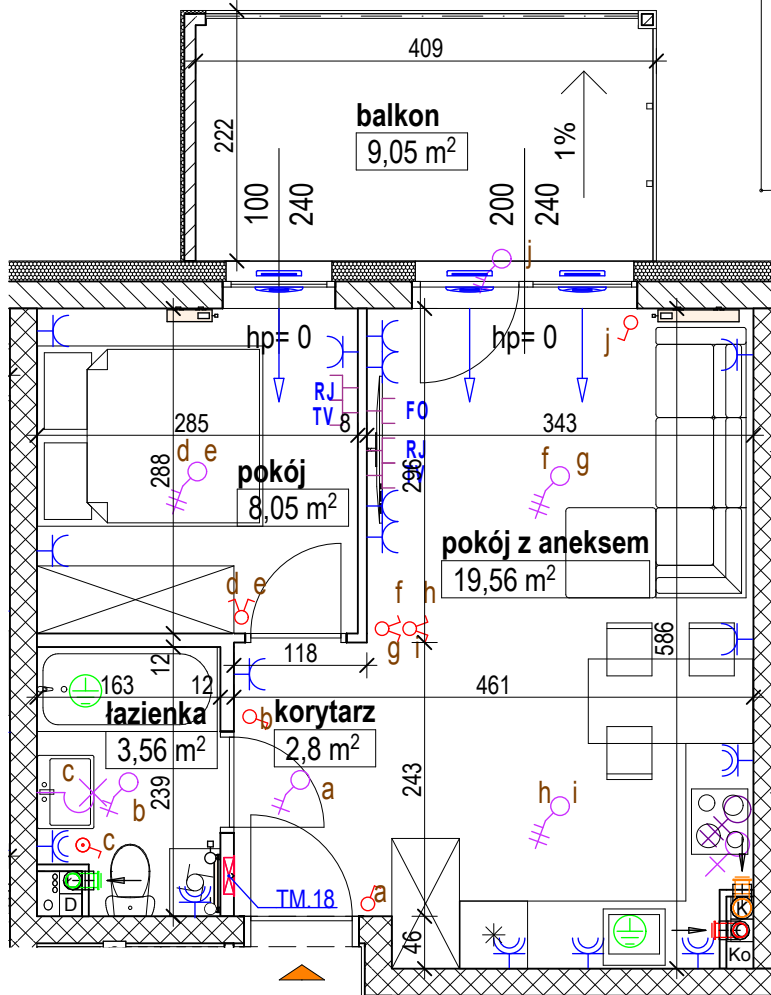 409
222
balkon
9,05 m²
1%
100
240
200
240
j
hp= 0
hp= 0
j
RJ
TV
FO
RJ
TV
285
8
343
d e
288
pokój
8,05 m²
296
f g
pokój z aneksem
19,56 m²
d e
f h
g i
586
12
118
163
12
461
łazienka
3,56 m²
korytarz
2,8 m²
b
c
b
239
a
243
h i
c
D
TM.18
a
46
K
Ko